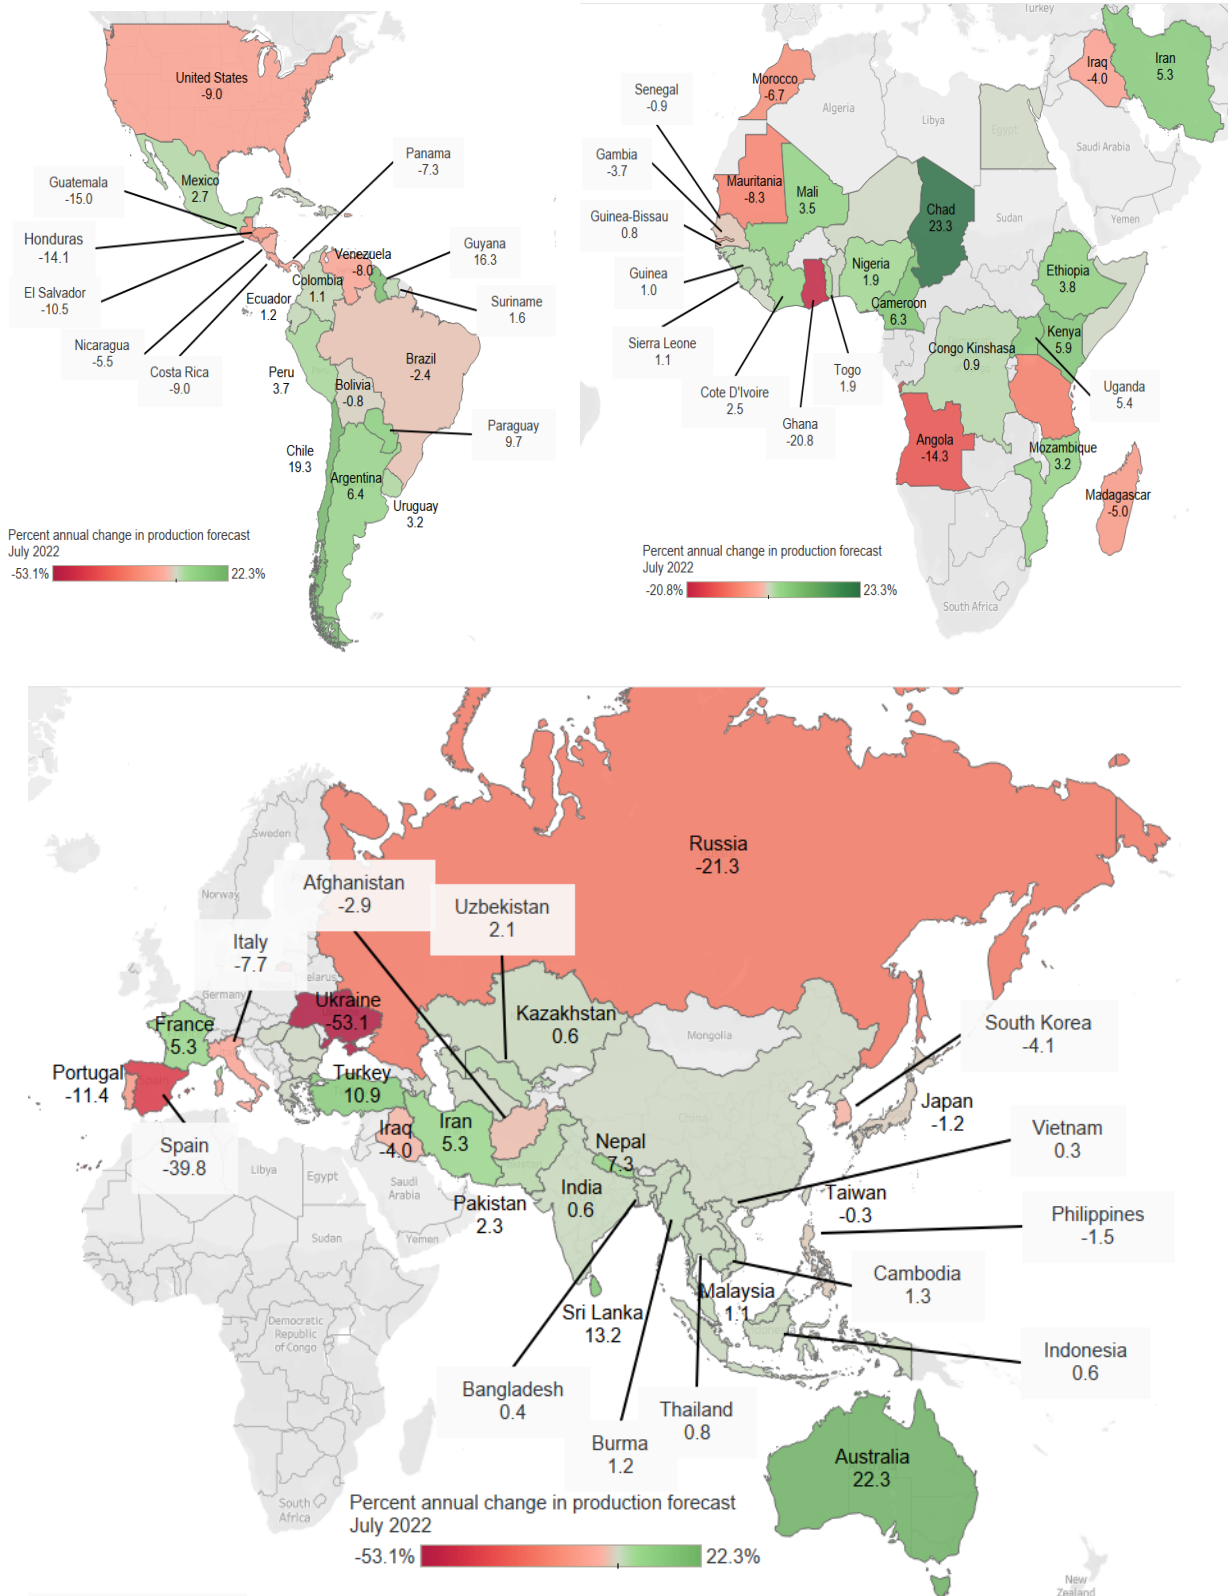 United States
-9.0
Mexico
2.7
Guatemala
-15.0
Honduras
-14.1
El Salvador
-10.5
Nicaragua
-5.5
Costa Rica
-9.0
Panama
-7.3
Venezuela
-8.0
Guyana
16.3
Colombia
1.1
Suriname
1.6
Ecuador
1.2
Peru
3.7
Brazil
-2.4
Bolivia
-0.8
Paraguay
9.7
Chile
19.3
Argentina
6.4
Uruguay
3.2
Percent annual change in production forecast
July 2022
-53.1%
22.3%
Turkey
Iraq
-4.0
Iran
5.3
Morocco
-6.7
Senegal
-0.9
Algeria
Libya
Egypt
Saudi Arabia
Gambia
-3.7
Mauritania
-8.3
Mali
3.5
Chad
23.3
Sudan
Yemen
Guinea-Bissau
0.8
Guinea
1.0
Nigeria
1.9
Ethiopia
3.8
Cameroon
6.3
Sierra Leone
1.1
Kenya
5.9
Congo Kinshasa
0.9
Cote D'Ivoire
2.5
Togo
1.9
Uganda
5.4
Ghana
-20.8
Angola
-14.3
Mozambique
3.2
Madagascar
-5.0
South Africa
Percent annual change in production forecast
July 2022
-20.8%
23.3%
Russia
-21.3
Sweden
Norway
Afghanistan
-2.9
Uzbekistan
2.1
Italy
-7.7
elarus
Germany
Ukraine
-53.1
France
5.3
Kazakhstan
0.6
Mongolia
South Korea
-4.1
Portugal
-11.4
Spain
Turkey
10.9
Japan
-1.2
Iraq
-4.0
Iran
5.3
China
Vietnam
0.3
Spain
-39.8
Libya
Egypt
Saudi
Arabia
Nepal
7.3
India
0.6
Pakistan
2.3
Taiwan
-0.3
Philippines
-1.5
Sudan
Yemen
Cambodia
1.3
Malaysia
1.1
Sri Lanka
13.2
Democratic
Republic
of Congo
Indonesia
0.6
Bangladesh
0.4
Thailand
0.8
Burma
1.2
Australia
22.3
South
Africa
Percent annual change in production forecast
July 2022
-53.1%
22.3%
New
Zealand